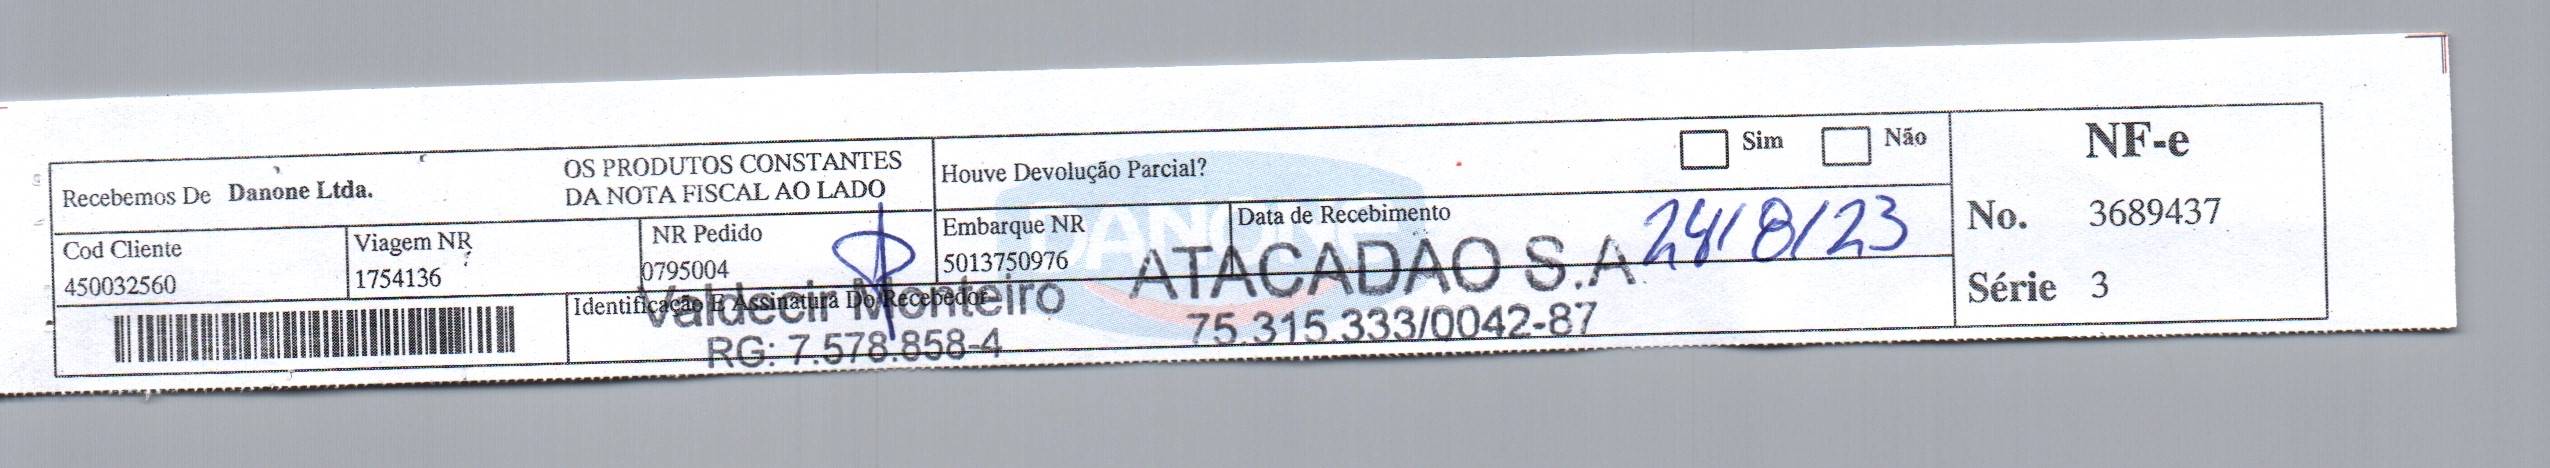 Recebemos De Danone Ltda.
OS PRODUTOS CONSTANTES
DA NOTA FISCAL AO LADO
Houve Devolução Parcial?
Sim
Não
NF-e
No. 3689437
Série 3
Cod Cliente
450032560
Viagem NR
1754136
NR Pedido
0795004
Embarque NR
5013750976
Data de Recebimento
24/8/23
DANONE
Identificação E Assinatura Do Recebedor
Valdecir Monteiro
RG: 7.578.858-4
ATACADAO S.A.
75.315.333/0042-87